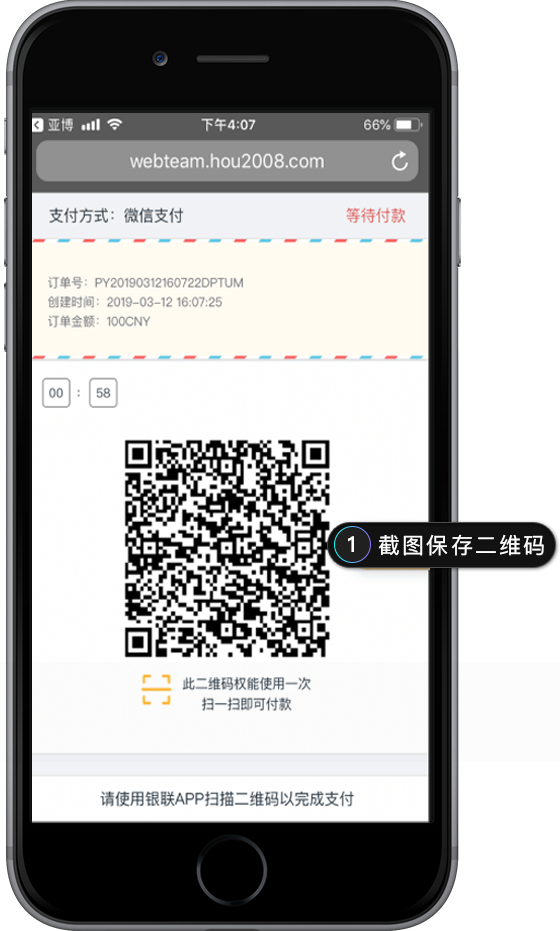 亚博
下午4:07
66%
webteam.hou2008.com
支付方式：微信支付
等待付款
订单号：PY20190312160722DPTUM
创建时间：2019-03-12 16:07:25
订单金额：100CNY
00 : 58
1 截图保存二维码
此二维码权能使用一次
扫一扫即可付款
请使用银联APP扫描二维码以完成支付